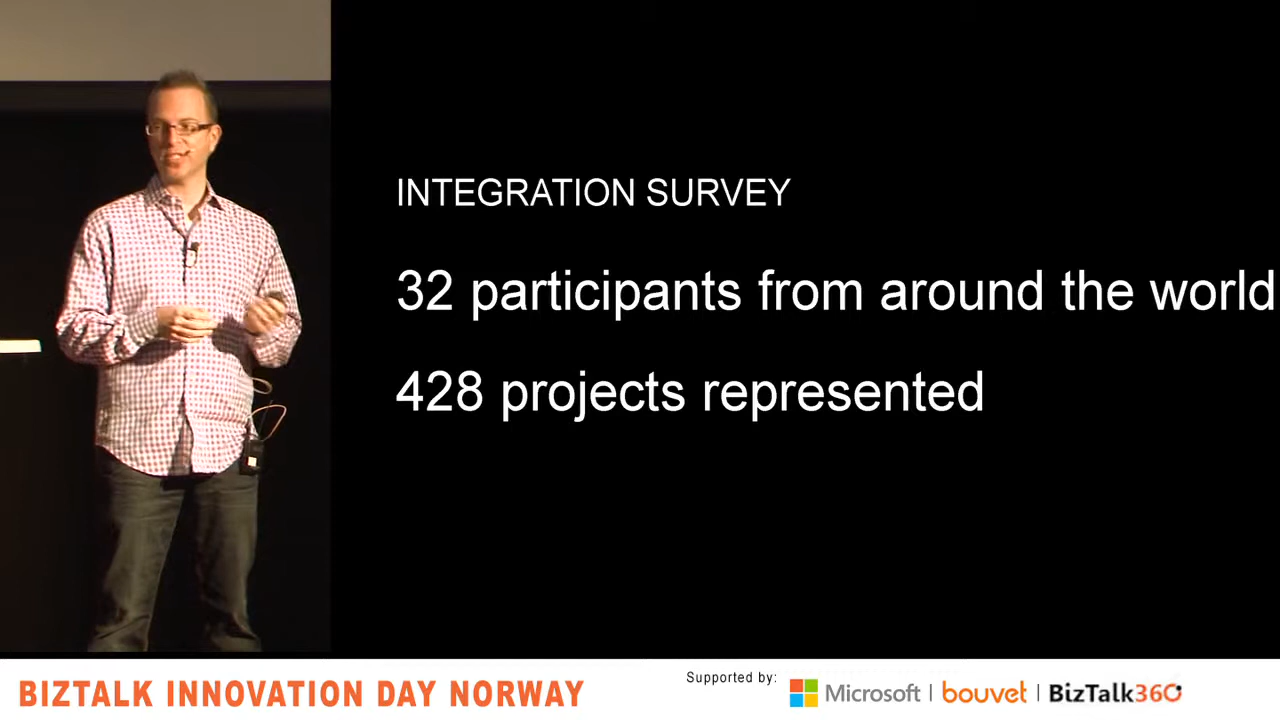 INTEGRATION SURVEY
32 participants from around the world
428 projects represented
BIZTALK INNOVATION DAY NORWAY
Supported by:
Microsoft | bouvet | BizTalk360